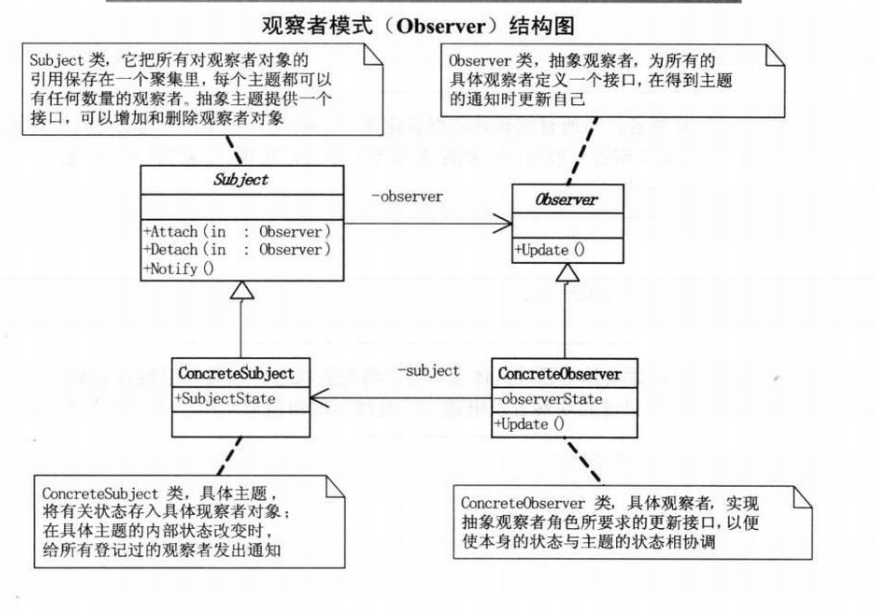 观察者模式（Observer）结构图
Subject 类，它把所有对观察者对象的
引用保存在一个聚集里，每个主题都可以
有任何数量的观察者。抽象主题提供一个
接口，可以增加和删除观察者对象
Observer 类，抽象观察者，为所有的
具体观察者定义一个接口，在得到主题
的通知时更新自己
Subject
+Attach(in : Observer)
+Detach(in : Observer)
+Notify()
-observer
Observer
+Update()
ConcreteSubject
+SubjectState
-subject
ConcreteObserver
-observerState
+Update()
ConcreteSubject 类，具体主题，
将有关状态存入具体现察者对象；
在具体主题的内部状态改变时，
给所有登记过的观察者发出通知
ConcreteObserver 类，具体观察者，实现
抽象观察者角色所要求的更新接口，以便
使本身的状态与主题的状态相协调